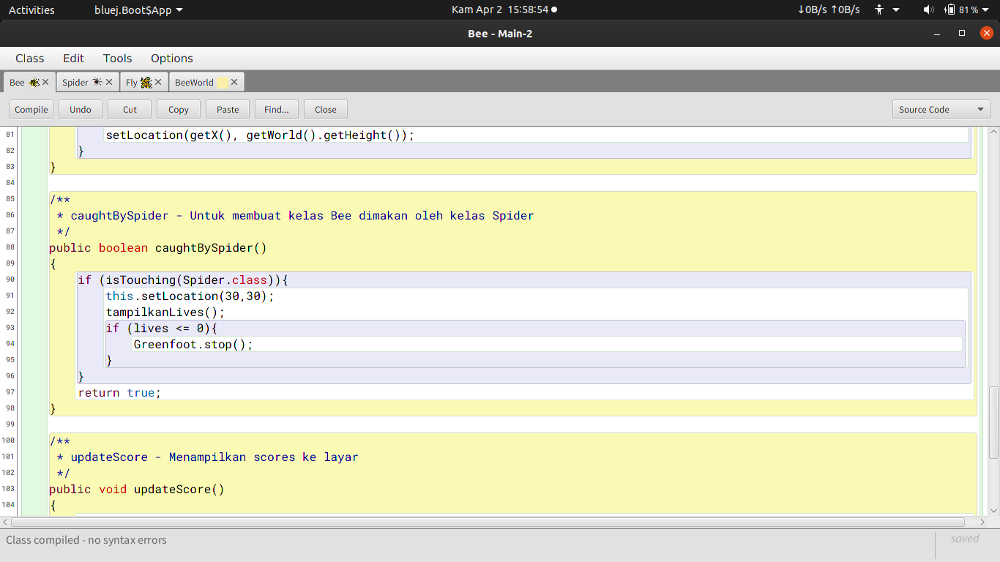 Activities bluej.Boot$App Kam Apr 2 15:58:54 ↓0B/s ↑0B/s 81%
Bee - Main-2
Class Edit Tools Options
Bee Spider Fly BeeWorld
Compile Undo Cut Copy Paste Find... Close Source Code
81 setLocation(getX(), getWorld().getHeight());
82 }
83 }
84
85 /**
86 * caughtBySpider - Untuk membuat kelas Bee dimakan oleh kelas Spider
87 */
88 public boolean caughtBySpider()
89 {
90 if (isTouching(Spider.class)){
91 this.setLocation(30,30);
92 tampilkanLives();
93 if (lives <= 0){
94 Greenfoot.stop();
95 }
96 }
97 return true;
98 }
99
100 /**
101 * updateScore - Menampilkan scores ke layar
102 */
103 public void updateScore()
104 {
Class compiled - no syntax errors saved